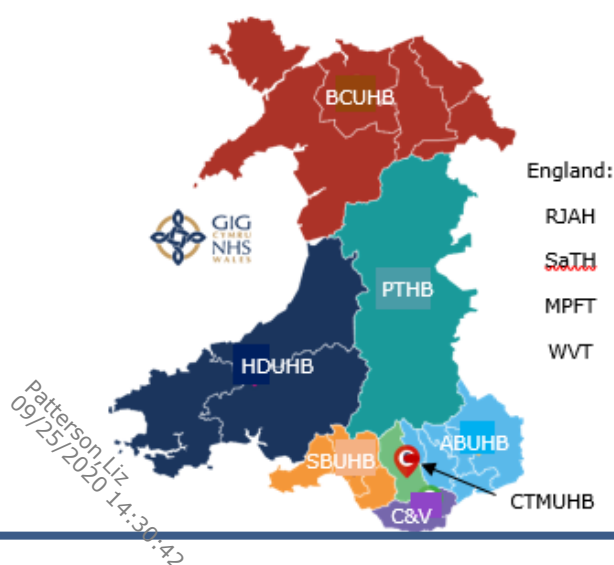 BCUHB
England:
RJAH
GIG
CYMRU
NHS
WALES
SaTH
PTHB
MPFT
WVT
HDUHB
Patterson,Liz
09/25/2020 14:30:42
ABUHB
SBUHB
C
CTMUHB
C&V